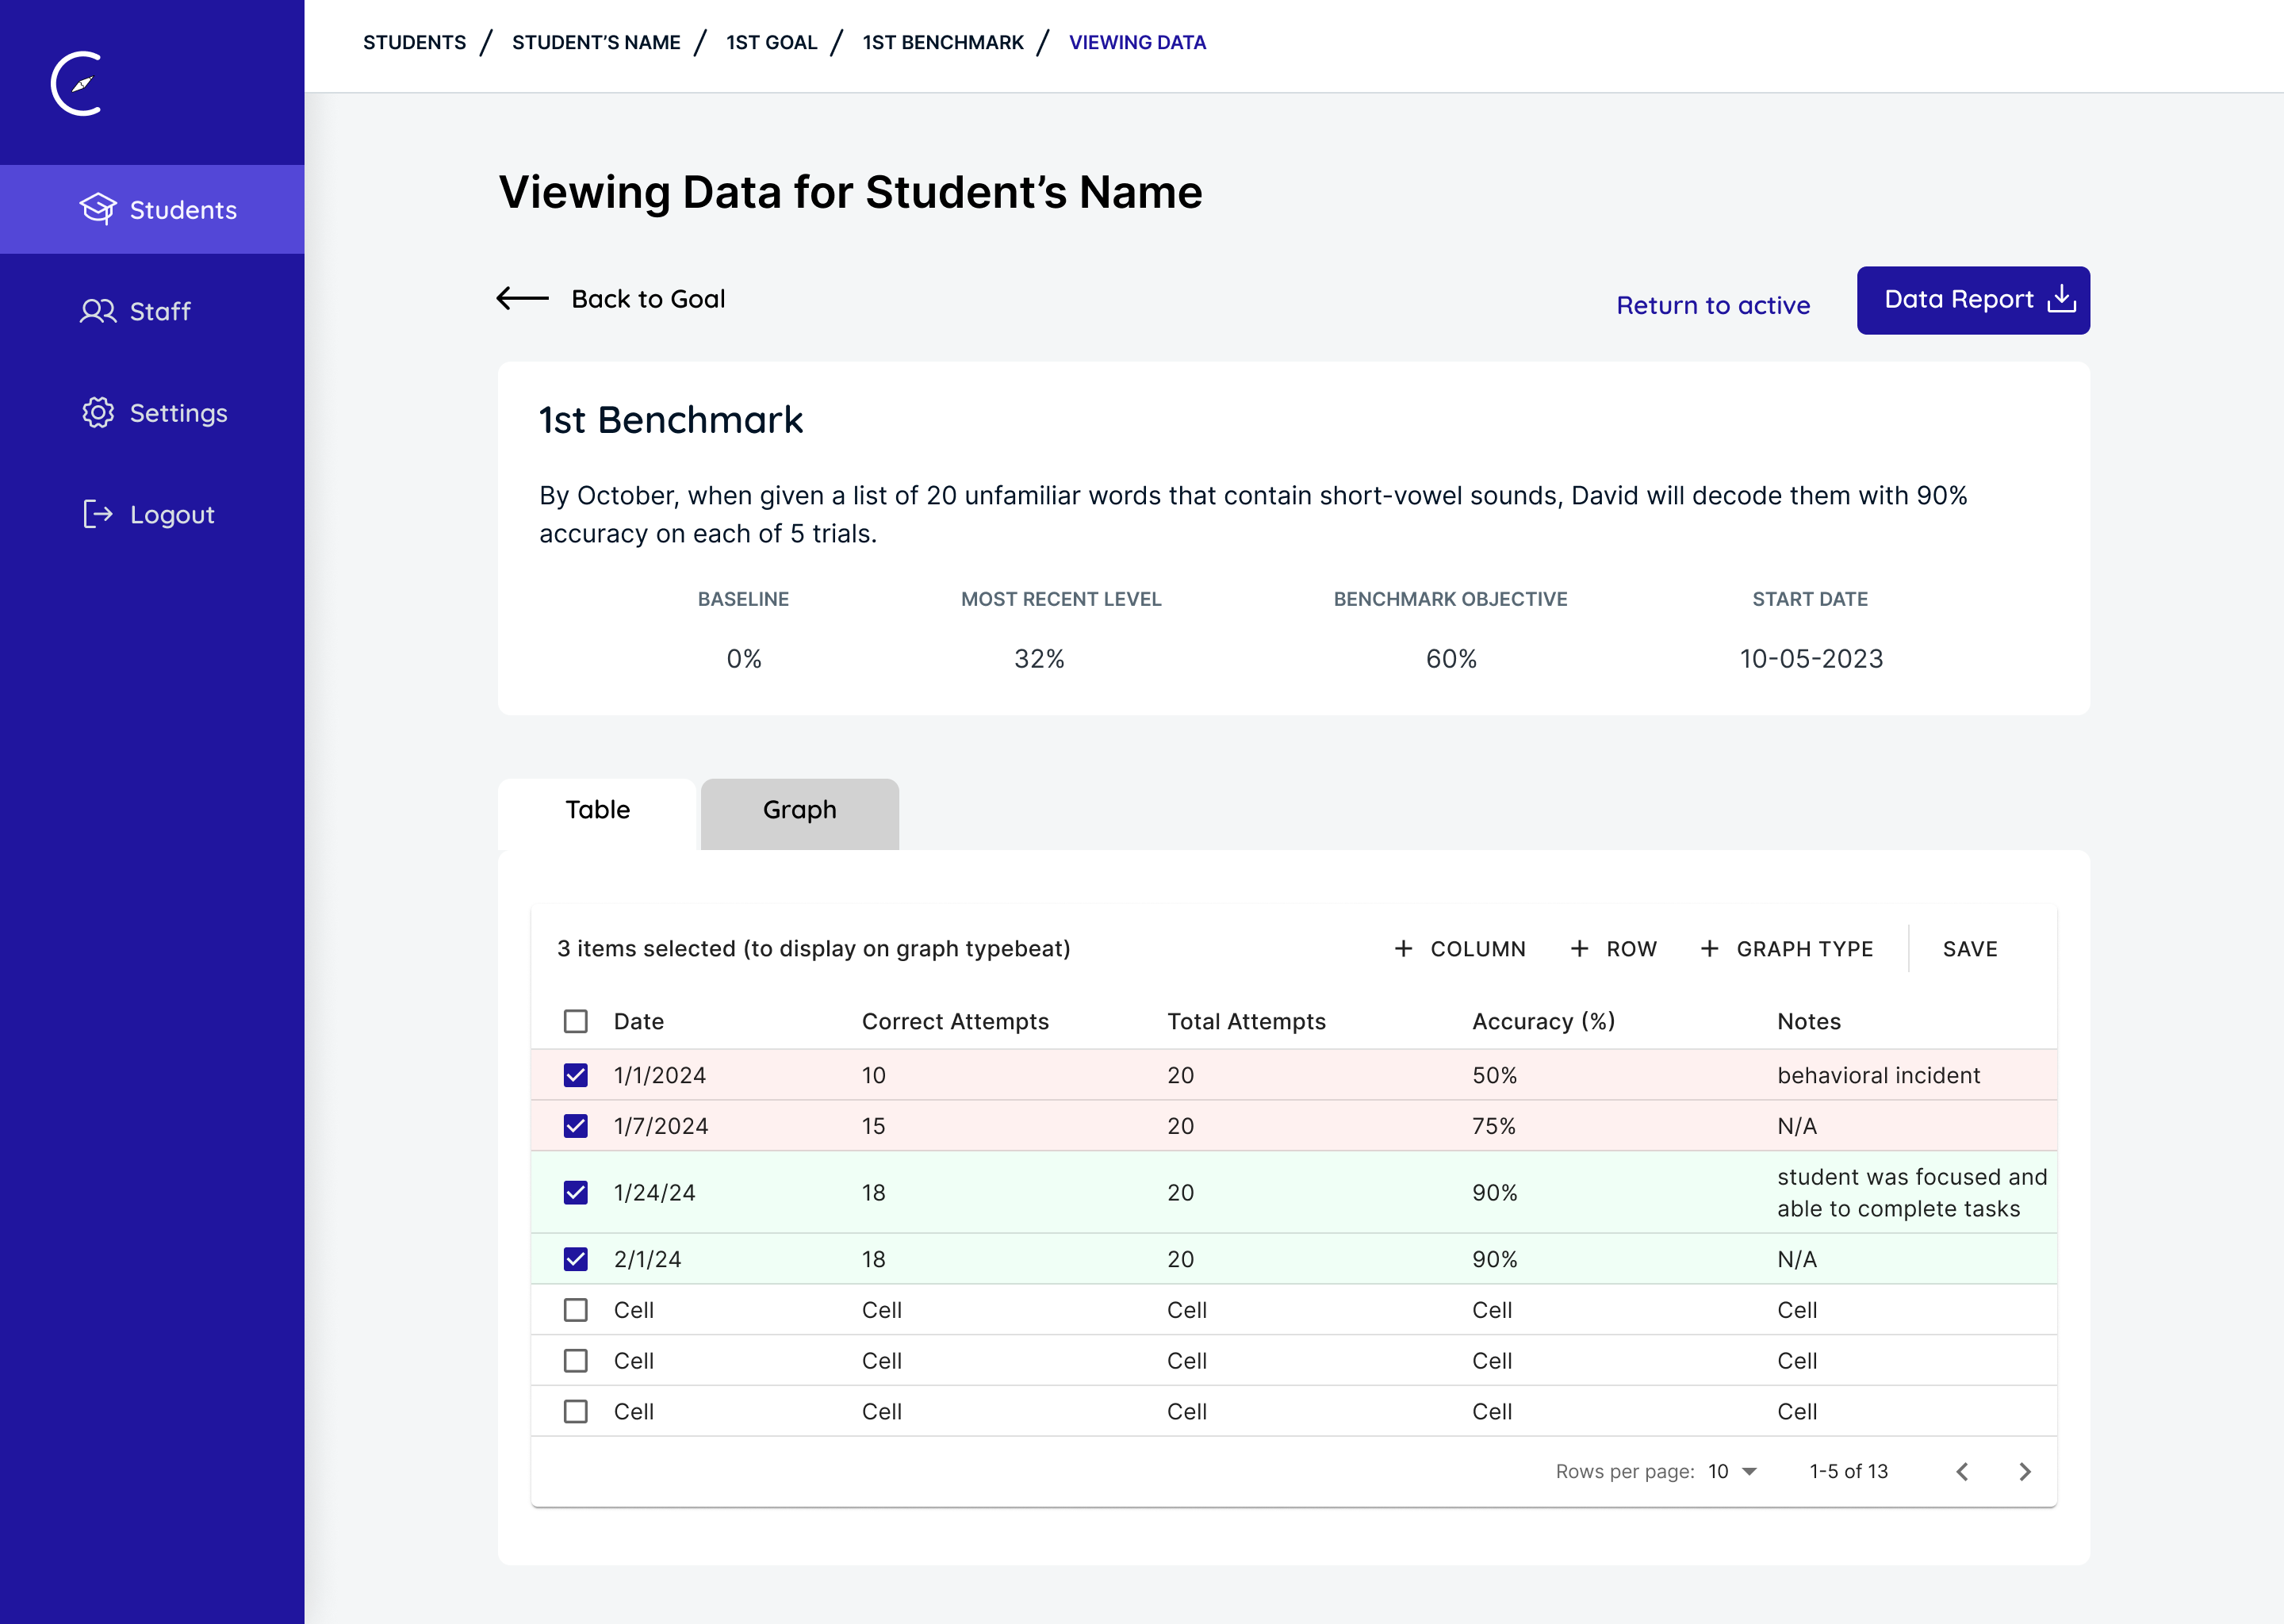 STUDENTS / STUDENT’S NAME / 1ST GOAL / 1ST BENCHMARK / VIEWING DATA
Students
Staff
Settings
Logout
Viewing Data for Student’s Name
Back to Goal
Return to active
Data Report
1st Benchmark
By October, when given a list of 20 unfamiliar words that contain short-vowel sounds, David will decode them with 90%
accuracy on each of 5 trials.
BASELINE MOST RECENT LEVEL BENCHMARK OBJECTIVE START DATE
0% 32% 60% 10-05-2023
Table Graph
3 items selected (to display on graph typebeat) + COLUMN + ROW + GRAPH TYPE SAVE
Date Correct Attempts Total Attempts Accuracy (%) Notes
1/1/2024 10 20 50% behavioral incident
1/7/2024 15 20 75% N/A
1/24/24 18 20 90% student was focused and
able to complete tasks
2/1/24 18 20 90% N/A
Cell Cell Cell Cell Cell
Cell Cell Cell Cell Cell
Cell Cell Cell Cell Cell
Rows per page: 10 1-5 of 13